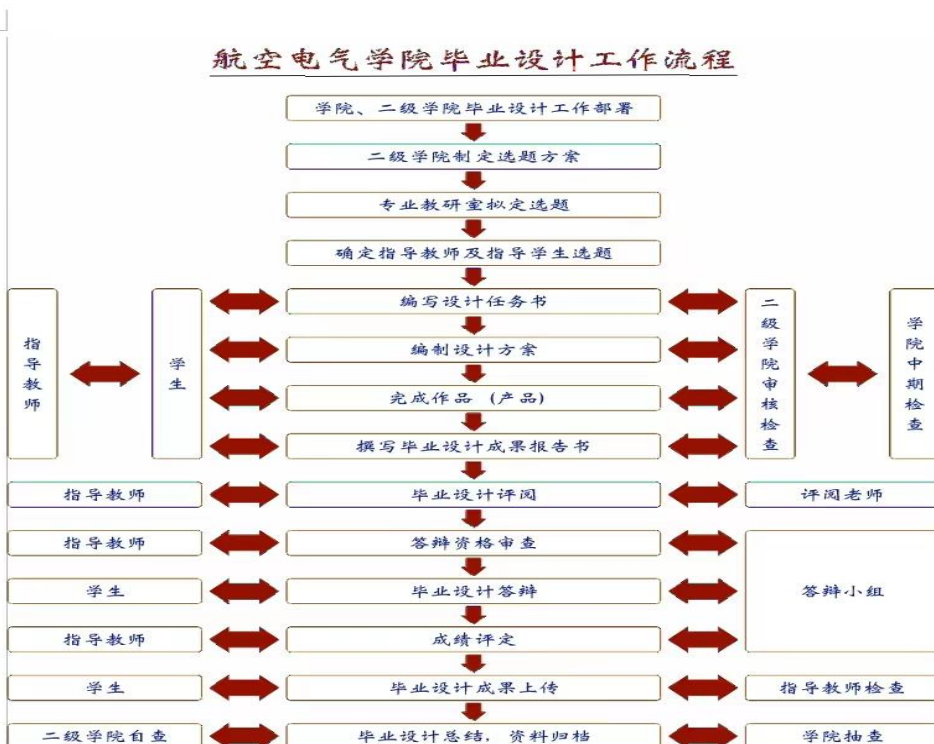 航空电气学院毕业设计工作流程
学院、二级学院毕业设计工作部署
二级学院制定选题方案
专业教研室拟定选题
确定指导教师及指导学生选题
指导教师
学生
编写设计任务书
编制设计方案
完成作品（产品)
撰写毕业设计成果报告书
二级学院审核检查
学院中期检查
指导教师
毕业设计评阅
评阅老师
指导教师
答辩资格审查
学生
毕业设计答辩
答辩小组
指导教师
成绩评定
学生
毕业设计成果上传
指导教师检查
二级学院自查
毕业设计总结，资料归档
学院抽查